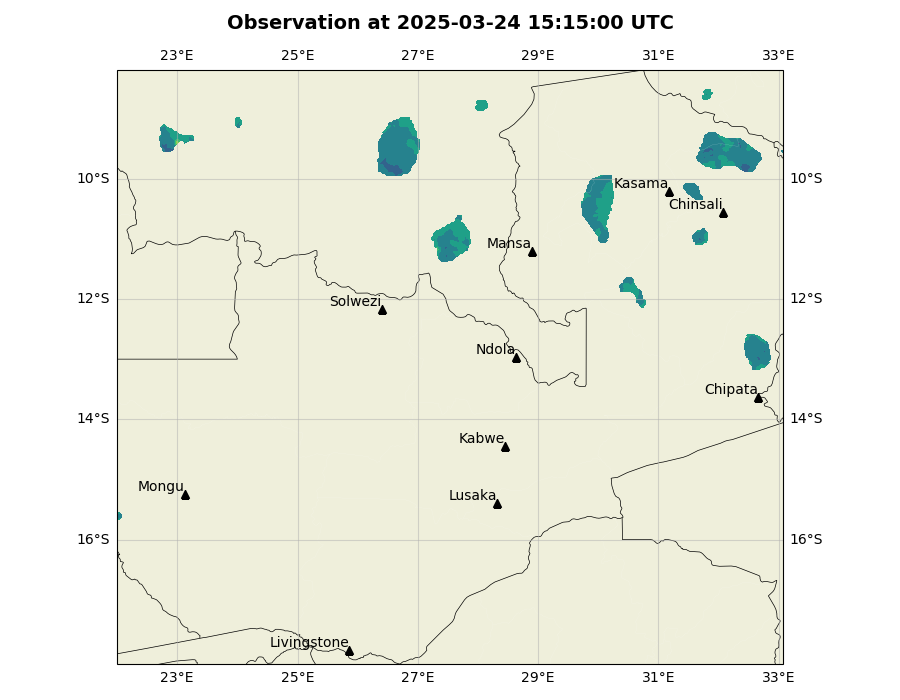 Observation at 2025-03-24 15:15:00 UTC
23°E 25°E 27°E 29°E 31°E 33°E
10°S 10°S
Kasama
Chinsali
Mansa
12°S 12°S
Solwezi
Ndola
Chipata
14°S 14°S
Kabwe
Mongu
Lusaka
16°S 16°S
Livingstone
23°E 25°E 27°E 29°E 31°E 33°E